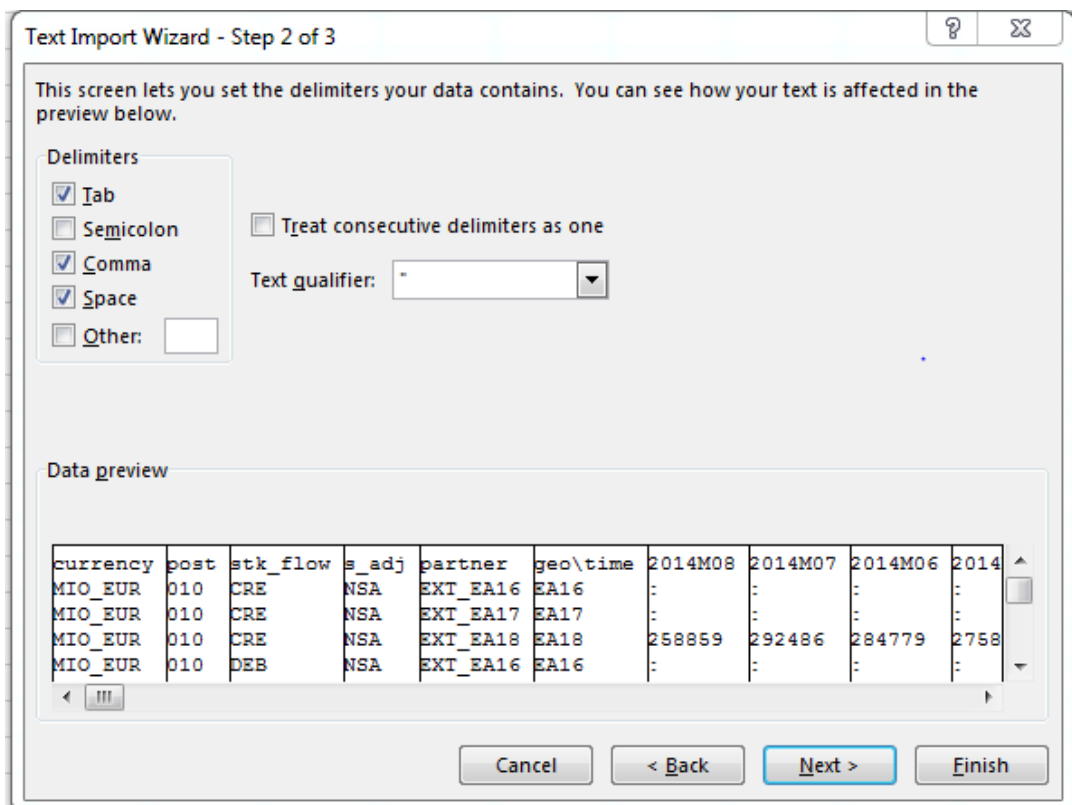 Text Import Wizard - Step 2 of 3
This screen lets you set the delimiters your data contains.  You can see how your text is affected in the
preview below.
Delimiters
Tab
Semicolon
Comma
Space
Other:
Treat consecutive delimiters as one
Text qualifier: "
Data preview
currency post stk_flow s_adj partner geo\time 2014M08 2014M07 2014M06 2014
MIO_EUR 010 CRE NSA EXT_EA16 EA16 : : : :
MIO_EUR 010 CRE NSA EXT_EA17 EA17 : : : :
MIO_EUR 010 CRE NSA EXT_EA18 EA18 258859 292486 284779 2758
MIO_EUR 010 DEB NSA EXT_EA16 EA16 : : : :
Cancel < Back Next > Finish